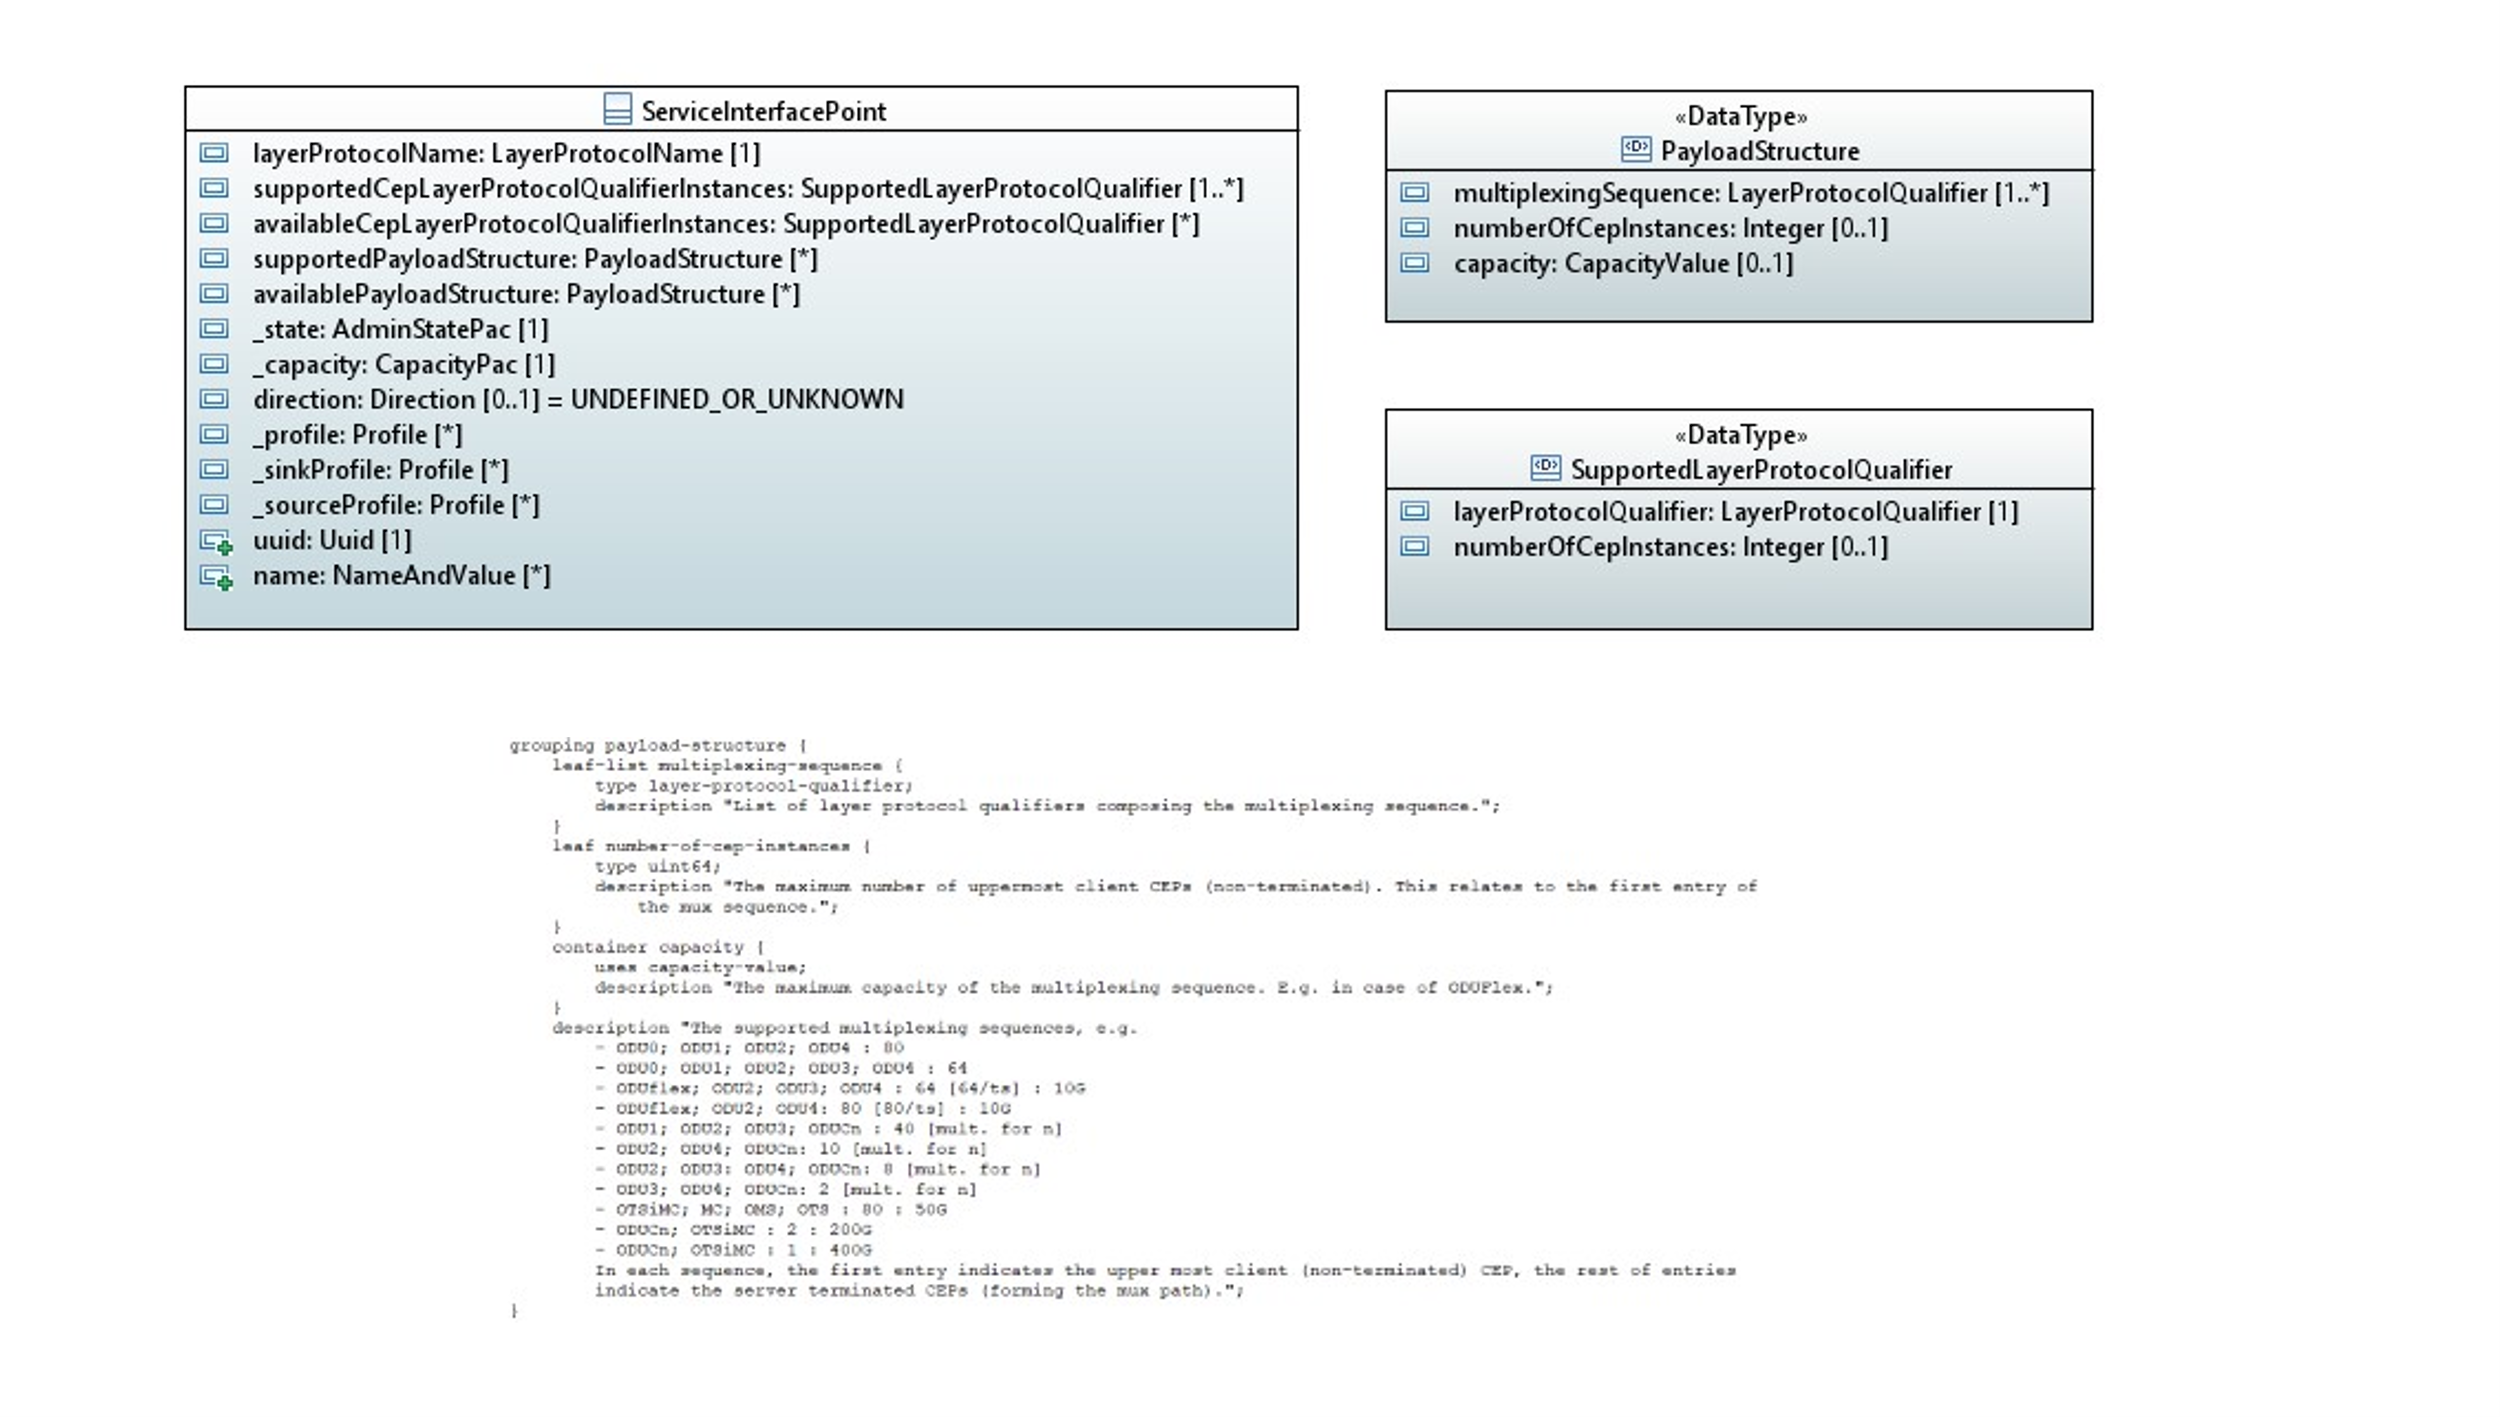 ServiceInterfacePoint
layerProtocolName: LayerProtocolName [1]
supportedCepLayerProtocolQualifierInstances: SupportedLayerProtocolQualifier [1..*]
availableCepLayerProtocolQualifierInstances: SupportedLayerProtocolQualifier [*]
supportedPayloadStructure: PayloadStructure [*]
availablePayloadStructure: PayloadStructure [*]
_state: AdminStatePac [1]
_capacity: CapacityPac [1]
direction: Direction [0..1] = UNDEFINED_OR_UNKNOWN
_profile: Profile [*]
_sinkProfile: Profile [*]
_sourceProfile: Profile [*]
uuid: Uuid [1]
name: NameAndValue [*]
«DataType»
PayloadStructure
multiplexingSequence: LayerProtocolQualifier [1..*]
numberOfCepInstances: Integer [0..1]
capacity: CapacityValue [0..1]
«DataType»
SupportedLayerProtocolQualifier
layerProtocolQualifier: LayerProtocolQualifier [1]
numberOfCepInstances: Integer [0..1]
grouping payload-structure {
leaf-list multiplexing-sequence {
type layer-protocol-qualifier;
description "List of layer protocol qualifiers composing the multiplexing sequence.";
}
leaf number-of-cep-instances {
type uint64;
description "The maximum number of uppermost client CEPs (non-terminated). This relates to the first entry of
the mux sequence.";
}
container capacity {
uses capacity-value;
description "The maximum capacity of the multiplexing sequence. E.g. in case of ODUFlex.";
}
description "The supported multiplexing sequences, e.g.
- ODU0; ODU1; ODU2; ODU4 : 80
- ODU0; ODU1; ODU2; ODU3; ODU4 : 64
- ODUflex; ODU2; ODU3; ODU4 : 64 [64/ts] : 10G
- ODUflex; ODU2; ODU4: 80 [80/ts] : 10G
- ODU1; ODU2; ODU3; ODUCn : 40 [mult. for n]
- ODU2; ODU4; ODUCn: 10 [mult. for n]
- ODU2; ODU3: ODU4; ODUCn: 8 [mult. for n]
- ODU3; ODU4; ODUCn: 2 [mult. for n]
- OTSiMC; MC; OMS; OTS : 80 : 50G
- ODUCn; OTSiMC : 2 : 200G
- ODUCn; OTSiMC : 1 : 400G
In each sequence, the first entry indicates the upper most client (non-terminated) CEP, the rest of entries
indicate the server terminated CEPs (forming the mux path).";
}